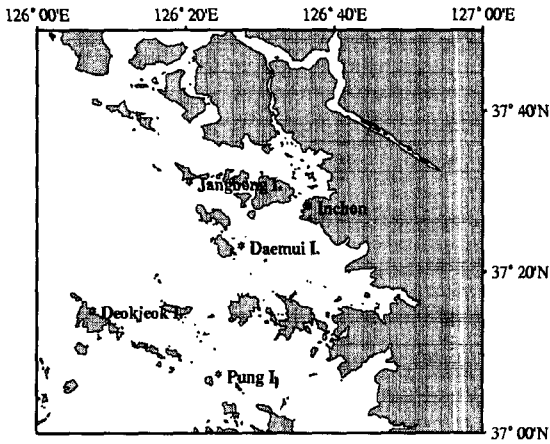 126° 00'E 126° 20'E 126° 40'E 127° 00'E
37° 40'N
Jangbong I.
Inchon
Daemui I.
37° 20'N
Deokjeok I.
Pung I.
37° 00'N